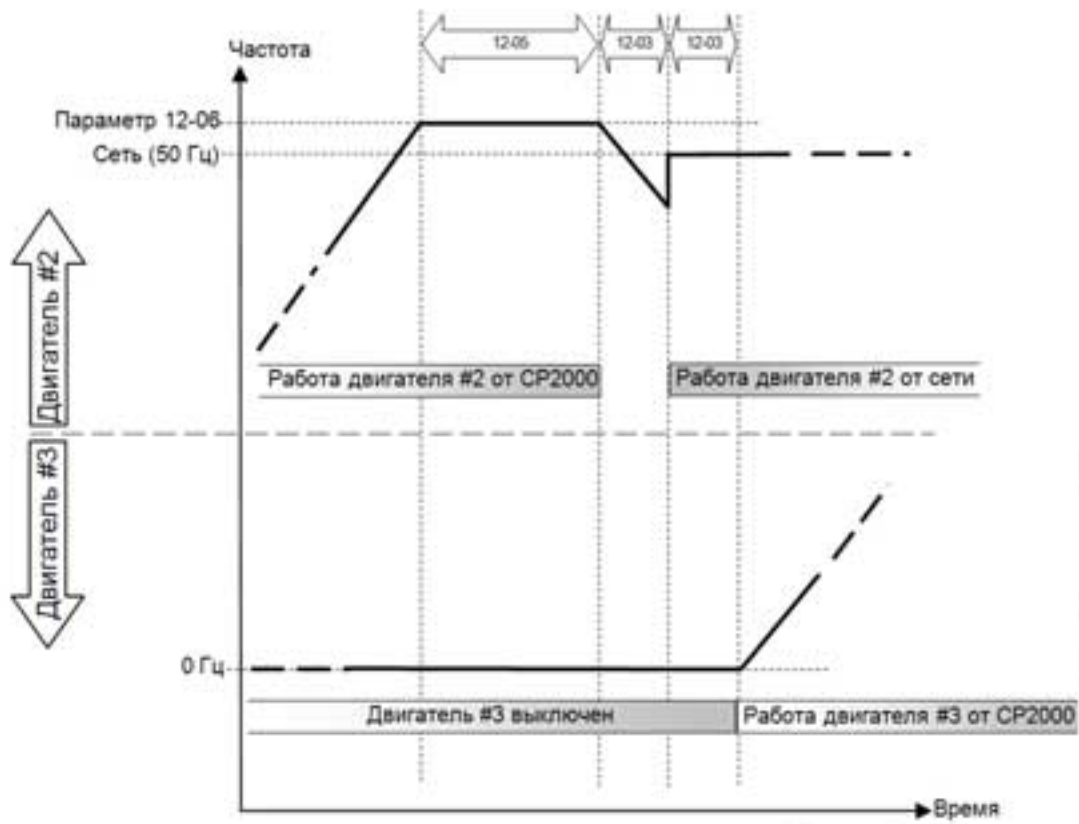 12-05
12-03
12-03
Частота
Параметр 12-06
Сеть (50 Гц)
Двигатель #2
Работа двигателя #2 от CP2000
Работа двигателя #2 от сети
Двигатель #3
0 Гц
Двигатель #3 выключен
Работа двигателя #3 от CP2000
Время